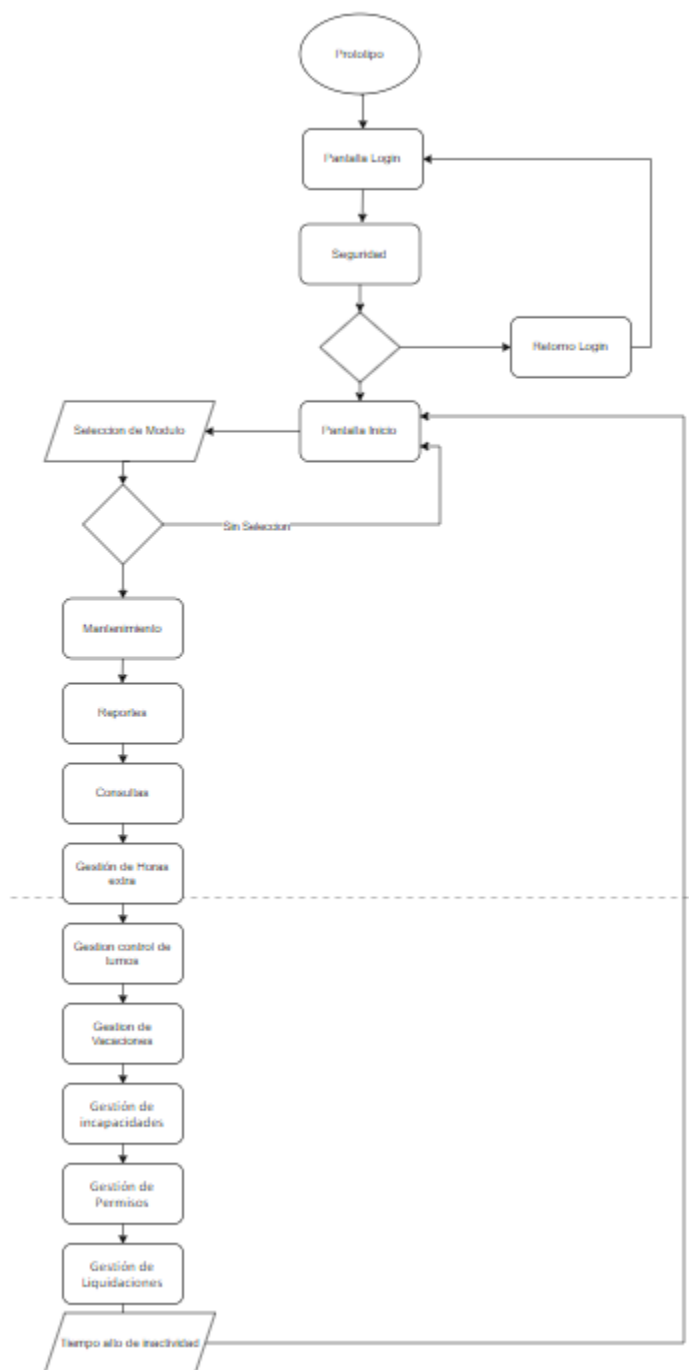 Prototipo
Pantalla Login
Seguridad
Retorno Login
Seleccion de Modulo
Pantalla Inicio
Sin Seleccion
Mantenimiento
Reportes
Consultas
Gestión de Horas
extra
Gestion control de
turnos
Gestion de
Vacaciones
Gestión de
incapacidades
Gestión de
Permisos
Gestión de
Liquidaciones
Tiempo alto de inactividad